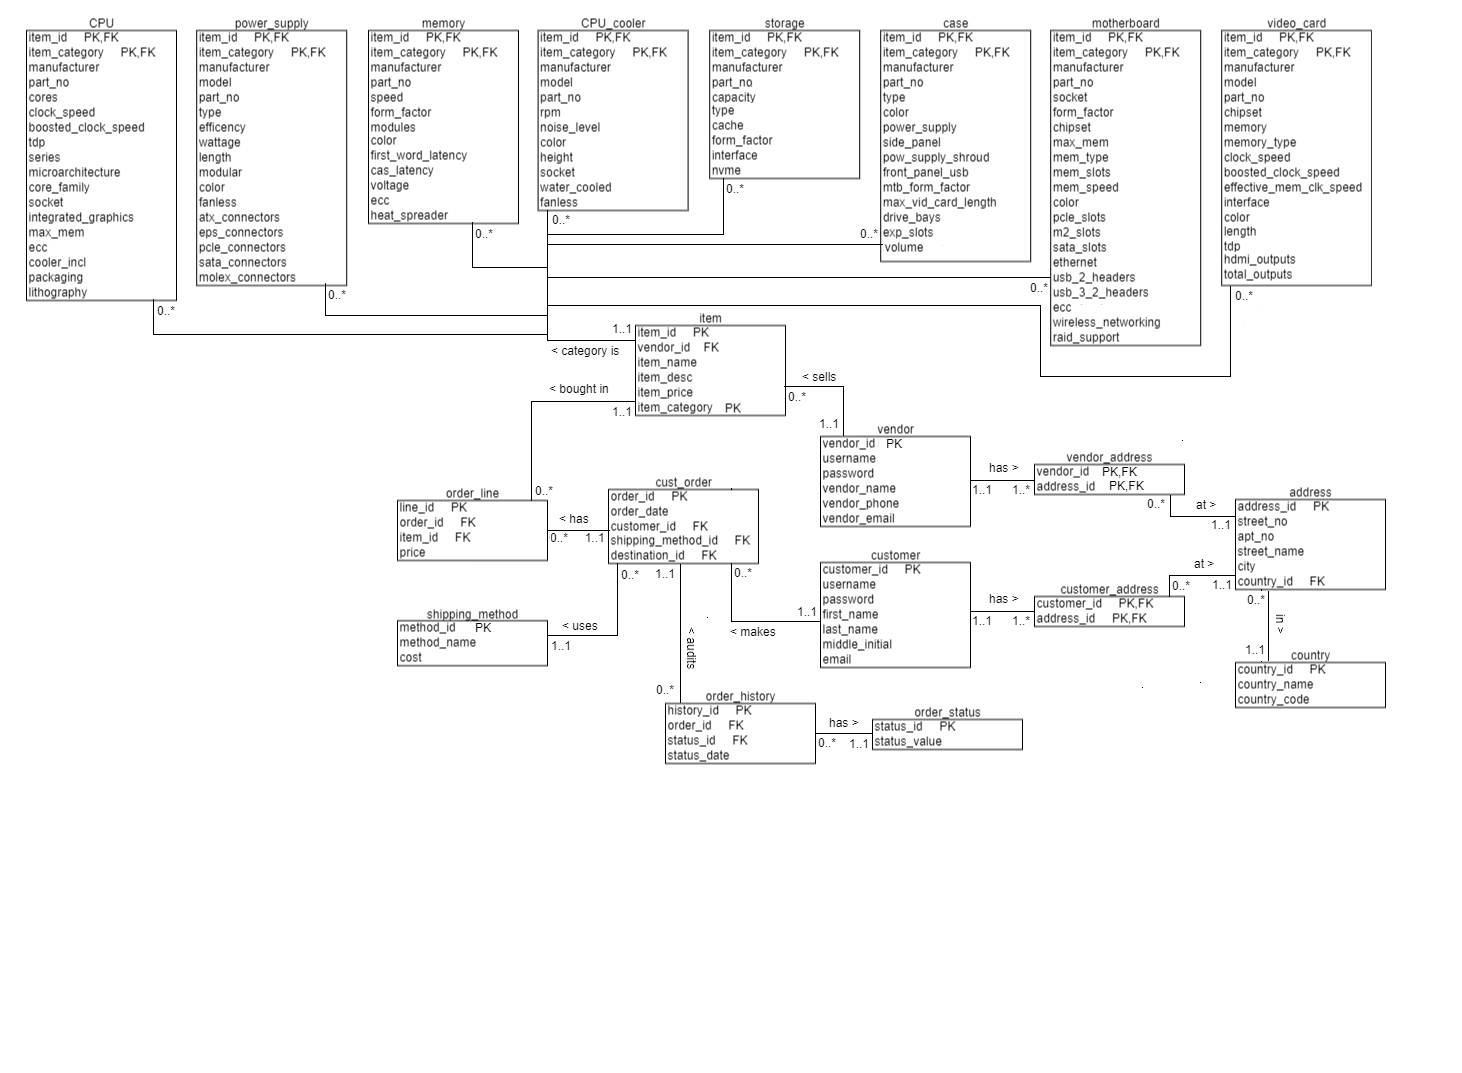 CPU
item_id PK,FK
item_category PK,FK
manufacturer
part_no
cores
clock_speed
boosted_clock_speed
tdp
series
microarchitecture
core_family
socket
integrated_graphics
max_mem
ecc
cooler_incl
packaging
lithography
0..*
power_supply
item_id PK,FK
item_category PK,FK
manufacturer
model
part_no
type
efficency
wattage
length
modular
color
fanless
atx_connectors
eps_connectors
pcle_connectors
sata_connectors
molex_connectors
0..*
memory
item_id PK,FK
item_category PK,FK
manufacturer
part_no
speed
form_factor
modules
color
first_word_latency
cas_latency
voltage
ecc
heat_spreader
0..*
CPU_cooler
item_id PK,FK
item_category PK,FK
manufacturer
model
part_no
rpm
noise_level
color
height
socket
water_cooled
fanless
0..*
storage
item_id PK,FK
item_category PK,FK
manufacturer
part_no
capacity
type
cache
form_factor
interface
nvme
0..*
case
item_id PK,FK
item_category PK,FK
manufacturer
part_no
type
color
power_supply
side_panel
pow_supply_shroud
front_panel_usb
mtb_form_factor
max_vid_card_length
drive_bays
exp_slots
volume
0..*
motherboard
item_id PK,FK
item_category PK,FK
manufacturer
part_no
socket
form_factor
chipset
max_mem
mem_type
mem_slots
mem_speed
color
pcle_slots
m2_slots
sata_slots
ethernet
usb_2_headers
usb_3_2_headers
ecc
wireless_networking
raid_support
0..*
video_card
item_id PK,FK
item_category PK,FK
manufacturer
model
part_no
chipset
memory
memory_type
clock_speed
boosted_clock_speed
effective_mem_clk_speed
interface
color
length
tdp
hdmi_outputs
total_outputs
0..*
item
item_id PK
vendor_id FK
item_name
item_desc
item_price
item_category PK
1..1
< category is
< bought in
1..1
0..*
< sells
0..*
1..1
vendor
vendor_id PK
username
password
vendor_name
vendor_phone
vendor_email
has >
1..1 1..*
vendor_address
vendor_id PK,FK
address_id PK,FK
0..*
at >
1..1
address
address_id PK
street_no
apt_no
street_name
city
country_id FK
order_line
line_id PK
order_id FK
item_id FK
price
< has
0..* 1..1
cust_order
order_id PK
order_date
customer_id FK
shipping_method_id FK
destination_id FK
0..* 1..1 0..*
customer
customer_id PK
username
password
first_name
last_name
middle_initial
email
1..1
< makes
has >
1..1 1..*
customer_address
customer_id PK,FK
address_id PK,FK
at >
0..* 1..1
0..*
in >
1..1
country
country_id PK
country_name
country_code
shipping_method
method_id PK
method_name
cost
< uses
1..1
< audits
0..*
order_history
history_id PK
order_id FK
status_id FK
status_date
has >
0..* 1..1
order_status
status_id PK
status_value